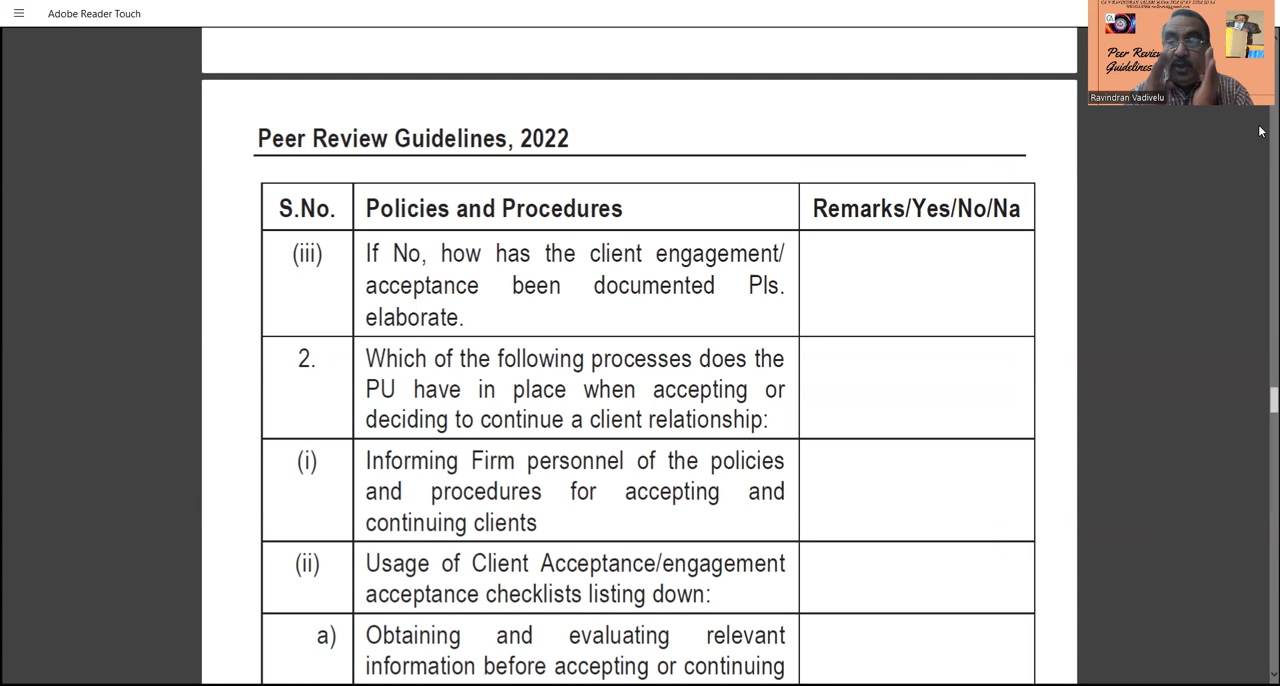 Adobe Reader Touch
Peer Review
Guidelines
Ravindran Vadivelu
Peer Review Guidelines, 2022
S.No. Policies and Procedures Remarks/Yes/No/Na
(iii) If No, how has the client engagement/
acceptance been documented Pls.
elaborate.
2. Which of the following processes does the
PU have in place when accepting or
deciding to continue a client relationship:
(i) Informing Firm personnel of the policies
and procedures for accepting and
continuing clients
(ii) Usage of Client Acceptance/engagement
acceptance checklists listing down:
a) Obtaining and evaluating relevant
information before accepting or continuing